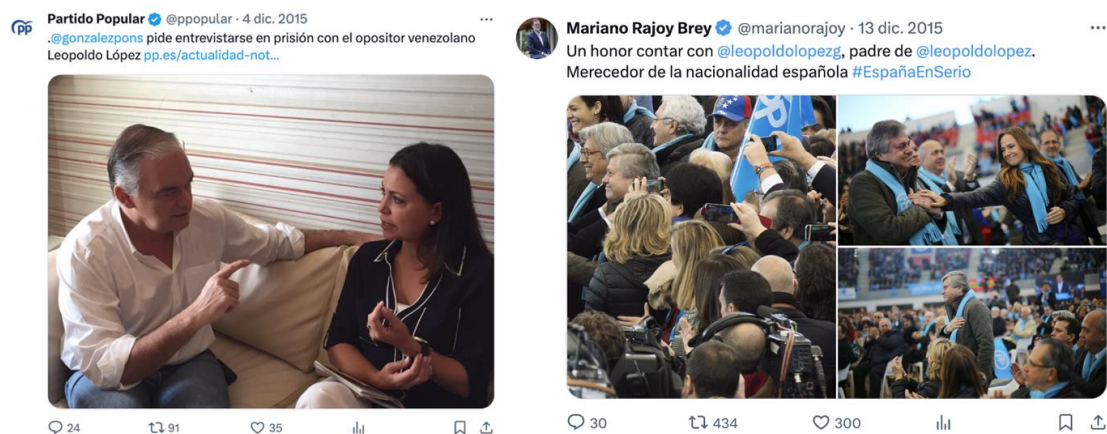 Partido Popular @ppopular · 4 dic. 2015
.@gonzalezpons pide entrevistarse en prisión con el opositor venezolano
Leopoldo López pp.es/actualidad-not...
24 91 35
Mariano Rajoy Brey @marianorajoy · 13 dic. 2015
Un honor contar con @leopoldolopezg, padre de @leopoldolopez.
Merecedor de la nacionalidad española #EspañaEnSerio
30 434 300